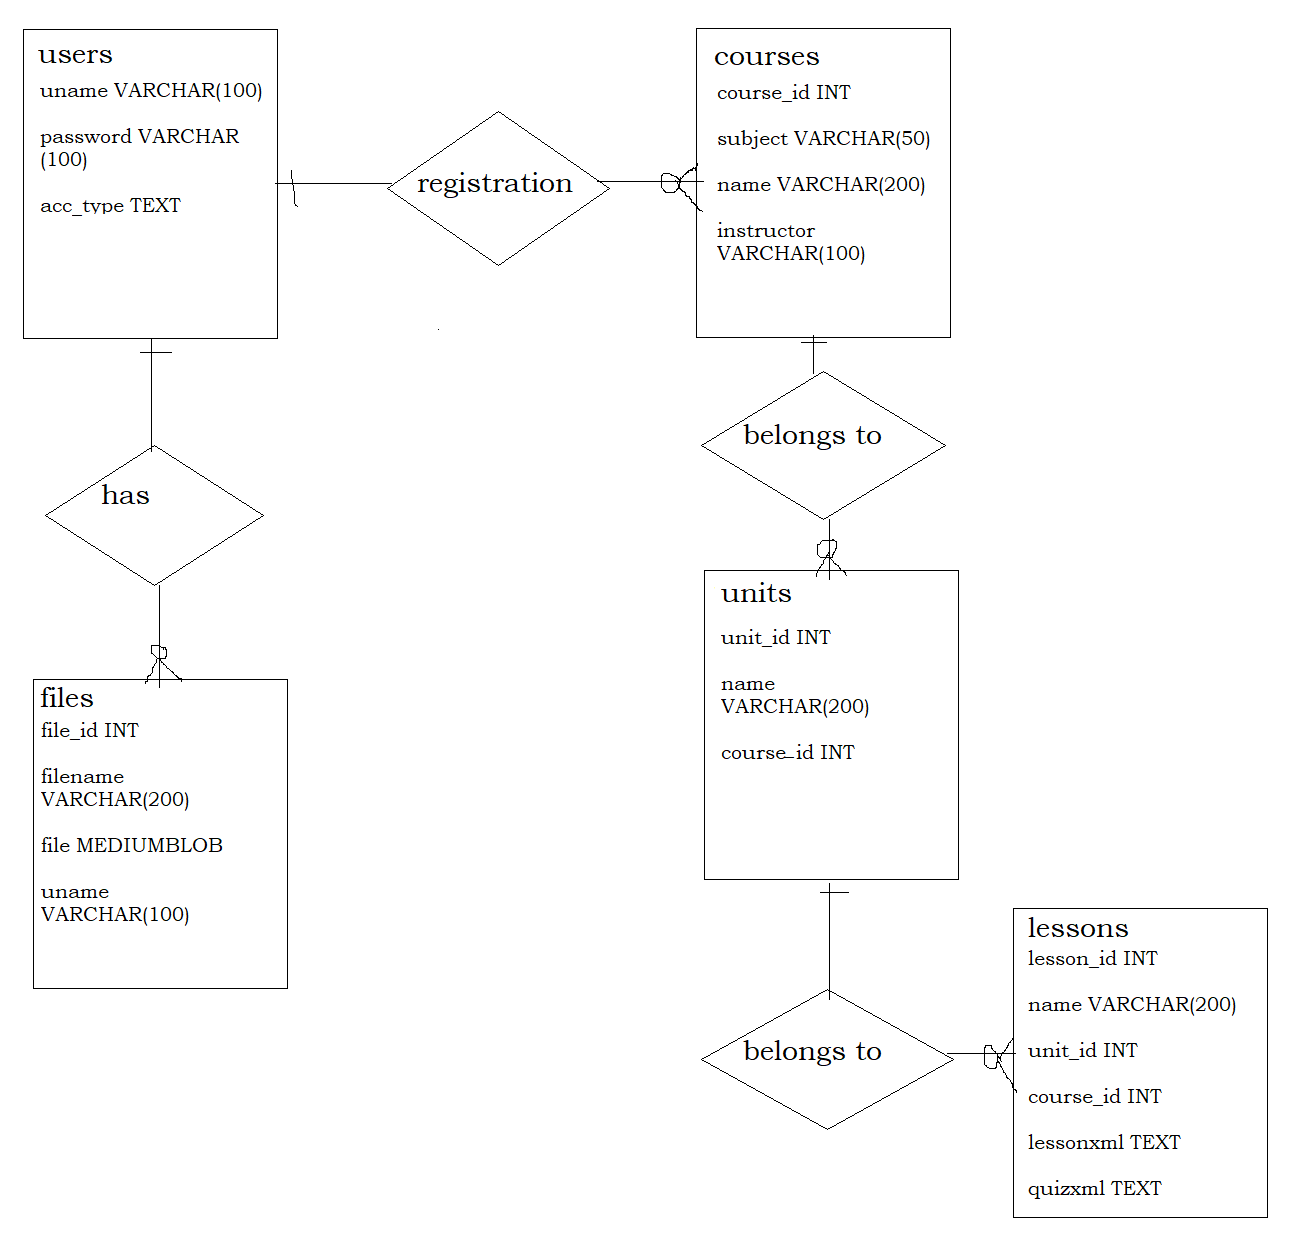 users
uname VARCHAR(100)
password VARCHAR
(100)
acc_type TEXT
registration
courses
course_id INT
subject VARCHAR(50)
name VARCHAR(200)
instructor
VARCHAR(100)
has
belongs to
files
file_id INT
filename
VARCHAR(200)
file MEDIUMBLOB
uname
VARCHAR(100)
units
unit_id INT
name
VARCHAR(200)
course_id INT
belongs to
lessons
lesson_id INT
name VARCHAR(200)
unit_id INT
course_id INT
lessonxml TEXT
quizxml TEXT